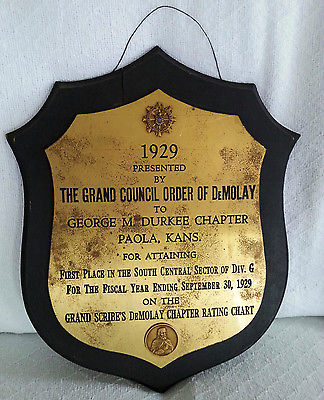 1929
PRESENTED
BY
THE GRAND COUNCIL ORDER OF DEMOLAY
TO
GEORGE M. DURKEE CHAPTER
PAOLA, KANS.
FOR ATTAINING
FIRST PLACE IN THE SOUTH CENTRAL SECTOR OF DIV. G
FOR THE FISCAL YEAR ENDING SEPTEMBER 30, 1929
ON THE
GRAND SCRIBE'S DEMOLAY CHAPTER RATING CHART